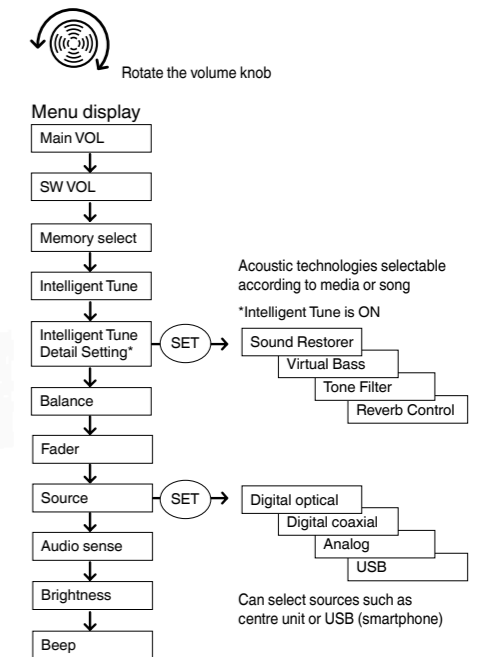 Rotate the volume knob
Menu display
Main VOL
SW VOL
Memory select
Intelligent Tune
Intelligent Tune
Detail Setting*
SET
Acoustic technologies selectable
according to media or song
*Intelligent Tune is ON
Sound Restorer
Virtual Bass
Tone Filter
Reverb Control
Balance
Fader
Source
SET
Digital optical
Digital coaxial
Analog
USB
Can select sources such as
centre unit or USB (smartphone)
Audio sense
Brightness
Beep